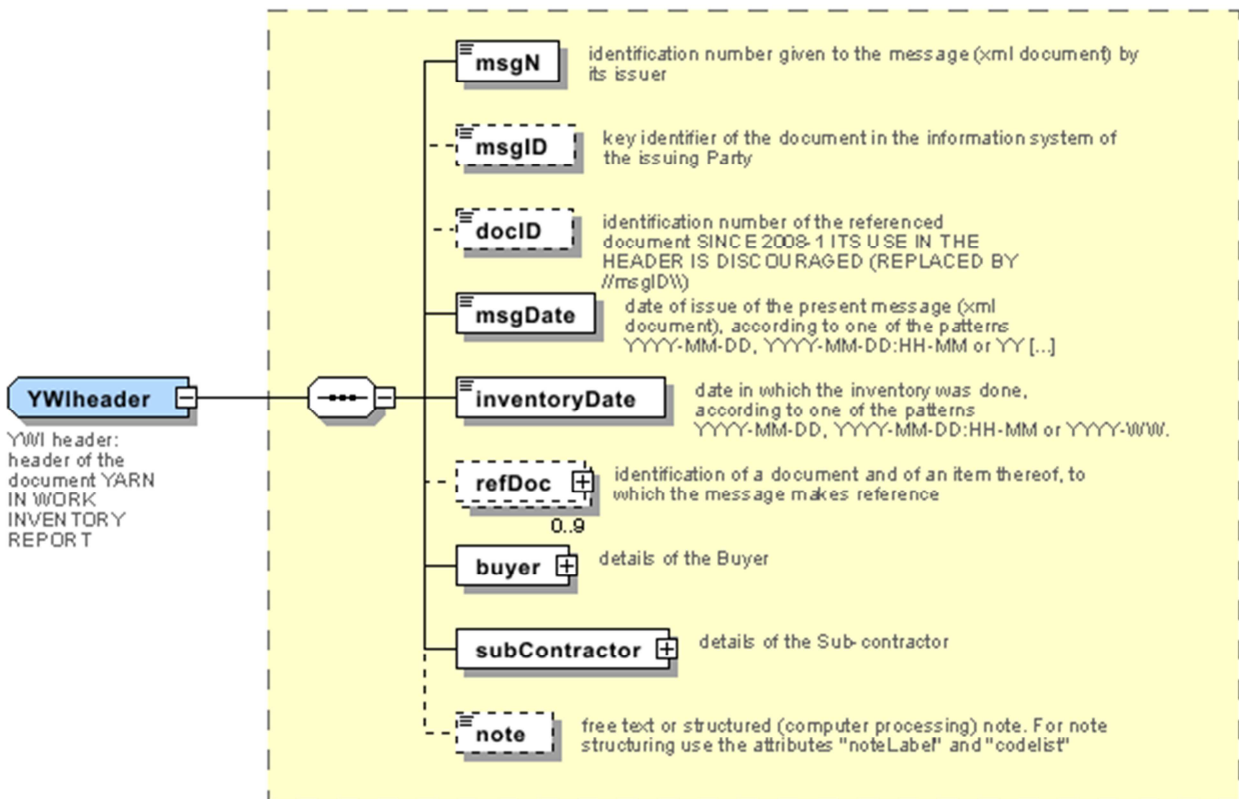 msgN
identification number given to the message (xml document) by
its issuer
msgID
key identifier of the document in the information system of
the issuing Party
docID
identification number of the referenced
document SINCE 2008-1 ITS USE IN THE
HEADER IS DISCOURAGED (REPLACED BY
//msgID\\)
msgDate
date of issue of the present message (xml
document), according to one of the patterns
YYYY-MM-DD, YYYY-MM-DD:HH-MM or YY [...]
YWIheader
YWI header:
header of the
document YARN
IN WORK
INVENTORY
REPORT
inventoryDate
date in which the inventory was done,
according to one of the patterns
YYYY-MM-DD, YYYY-MM-DD:HH-MM or YYYY-WW.
refDoc
0..9
identification of a document and of an item thereof, to
which the message makes reference
buyer
details of the Buyer
subContractor
details of the Sub-contractor
note
free text or structured (computer processing) note. For note
structuring use the attributes "noteLabel" and "codelist"